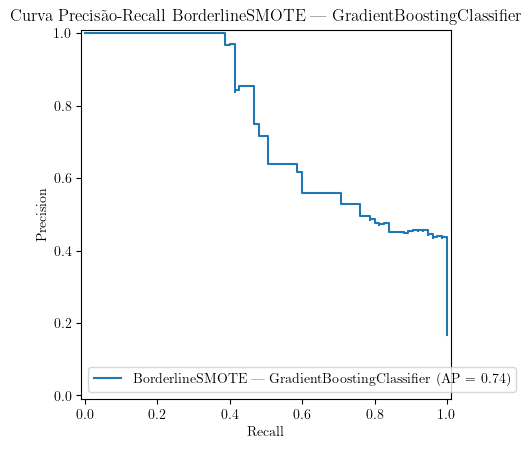 Curva Precisão-Recall BorderlineSMOTE — GradientBoostingClassifier
1.0
0.8
0.6
0.4
0.2
0.0
Precision
BorderlineSMOTE — GradientBoostingClassifier (AP = 0.74)
0.0 0.2 0.4 0.6 0.8 1.0
Recall